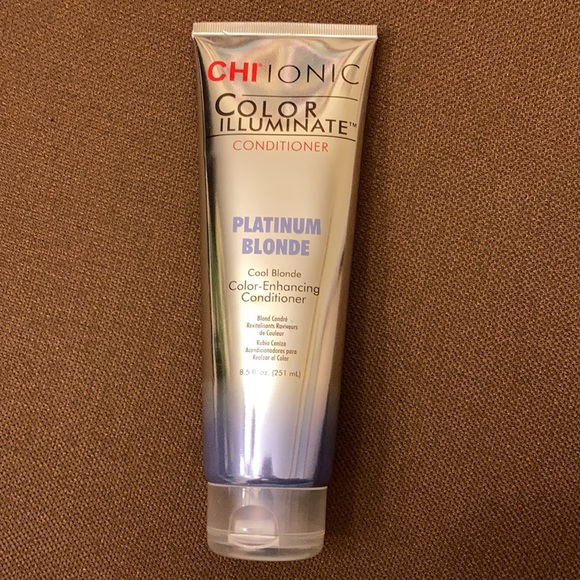 CHI® IONIC
COLOR
ILLUMINATE™
CONDITIONER
PLATINUM
BLONDE
Cool Blonde
Color-Enhancing
Conditioner
Blond Cendré
Revitalisants Raviveurs
de Couleur
Rubio Cenizo
Acondicionadores para
Realzar el Color
8.5 fl. oz. (251 mL)